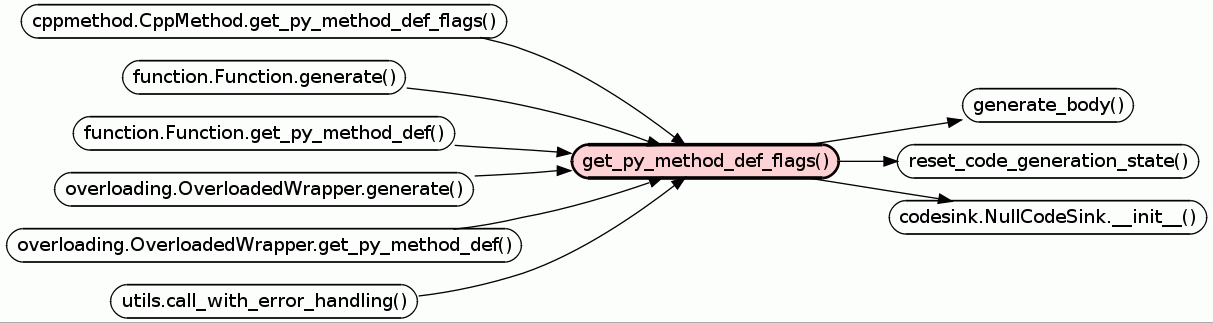 cppmethod.CppMethod.get_py_method_def_flags()
function.Function.generate()
function.Function.get_py_method_def()
overloading.OverloadedWrapper.generate()
overloading.OverloadedWrapper.get_py_method_def()
utils.call_with_error_handling()
get_py_method_def_flags()
generate_body()
reset_code_generation_state()
codesink.NullCodeSink.__init__()